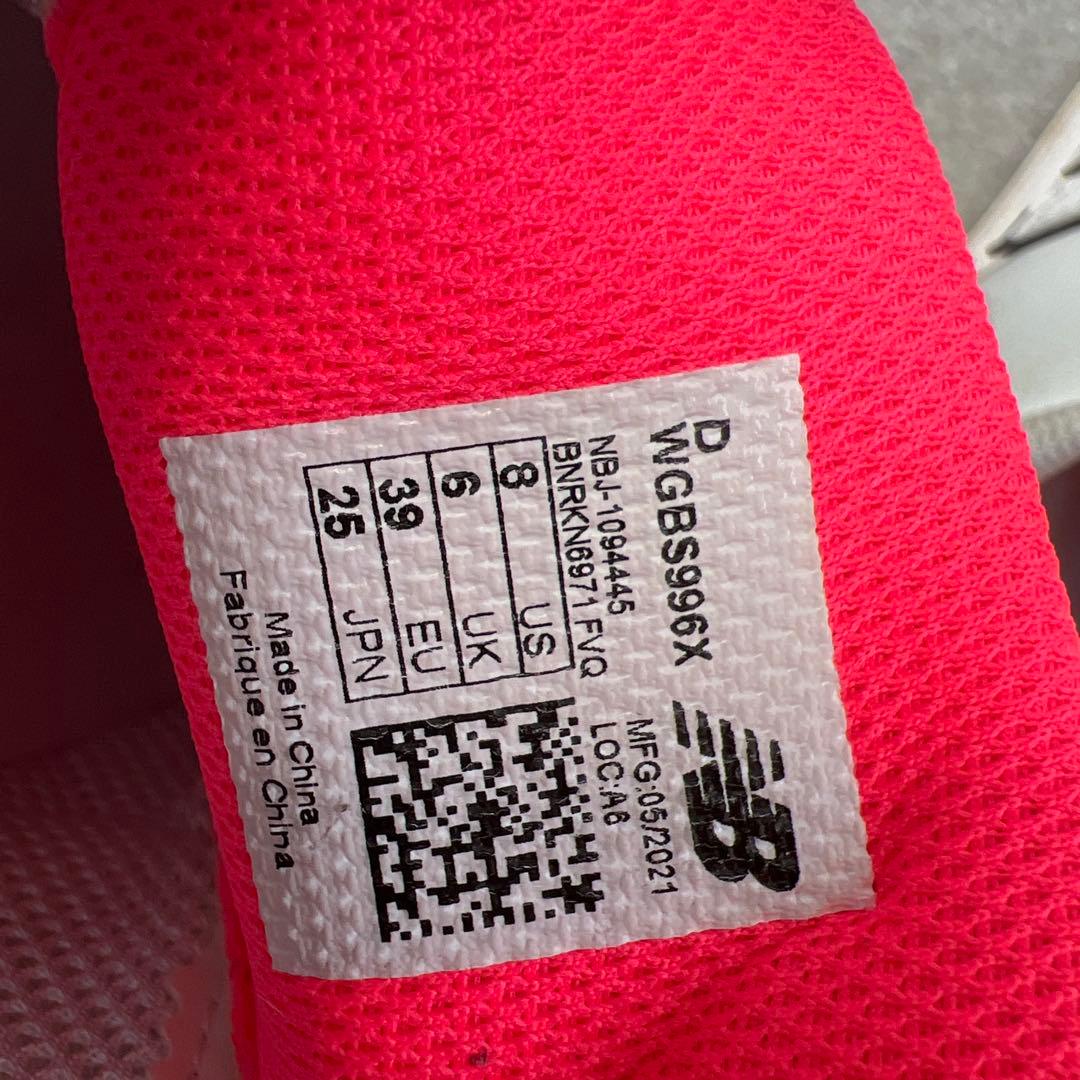 D
WGBS996X
NB
NBJ-1094445
BNRKN6971 FVQ
MFG:05/2021
LOC:A6
8 US
6 UK
39 EU
25 JPN
Made in China
Fabrique en China